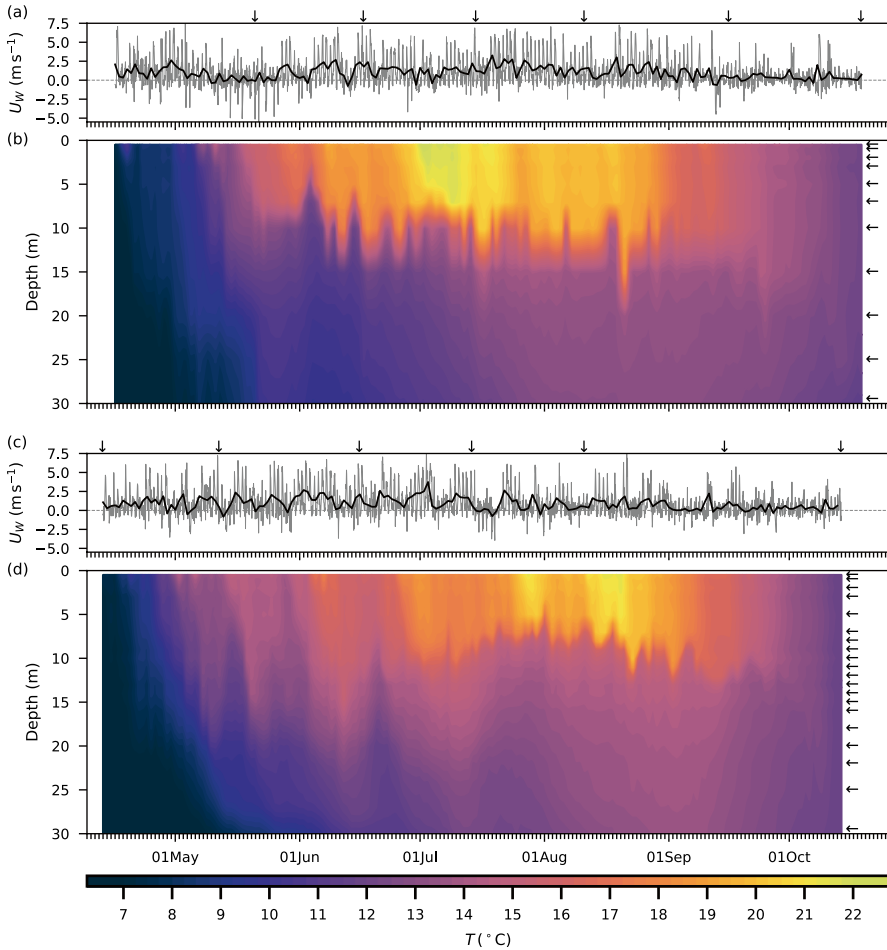 (a)
7.5
5.0
2.5
0.0
−2.5
−5.0
U_W (m s⁻¹)
(b)
0
5
10
15
20
25
30
Depth (m)
(c)
7.5
5.0
2.5
0.0
−2.5
−5.0
U_W (m s⁻¹)
(d)
0
5
10
15
20
25
30
Depth (m)
01May 01Jun 01Jul 01Aug 01Sep 01Oct
7 8 9 10 11 12 13 14 15 16 17 18 19 20 21 22
T (°C)